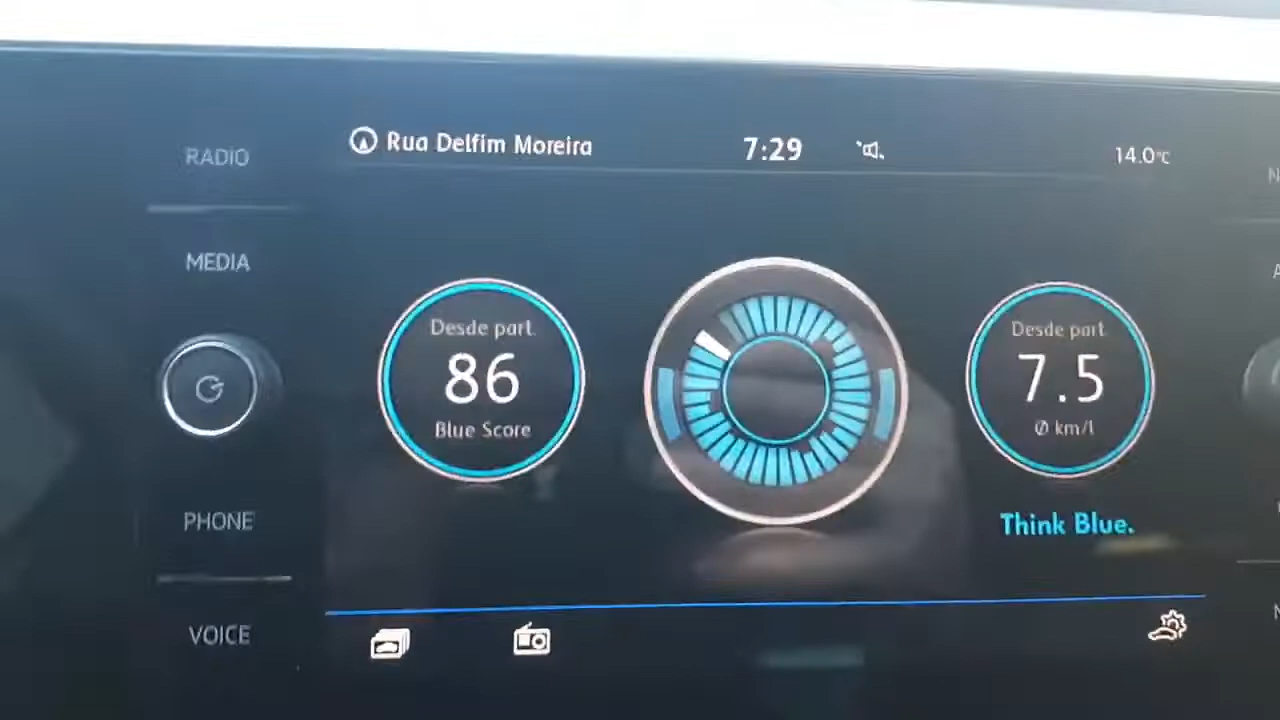 RADIO
MEDIA
PHONE
VOICE
Rua Delfim Moreira
7:29
14.0°C
Desde part.
86
Blue Score
Desde part.
7.5
Ø km/l
Think Blue.
N
A
N